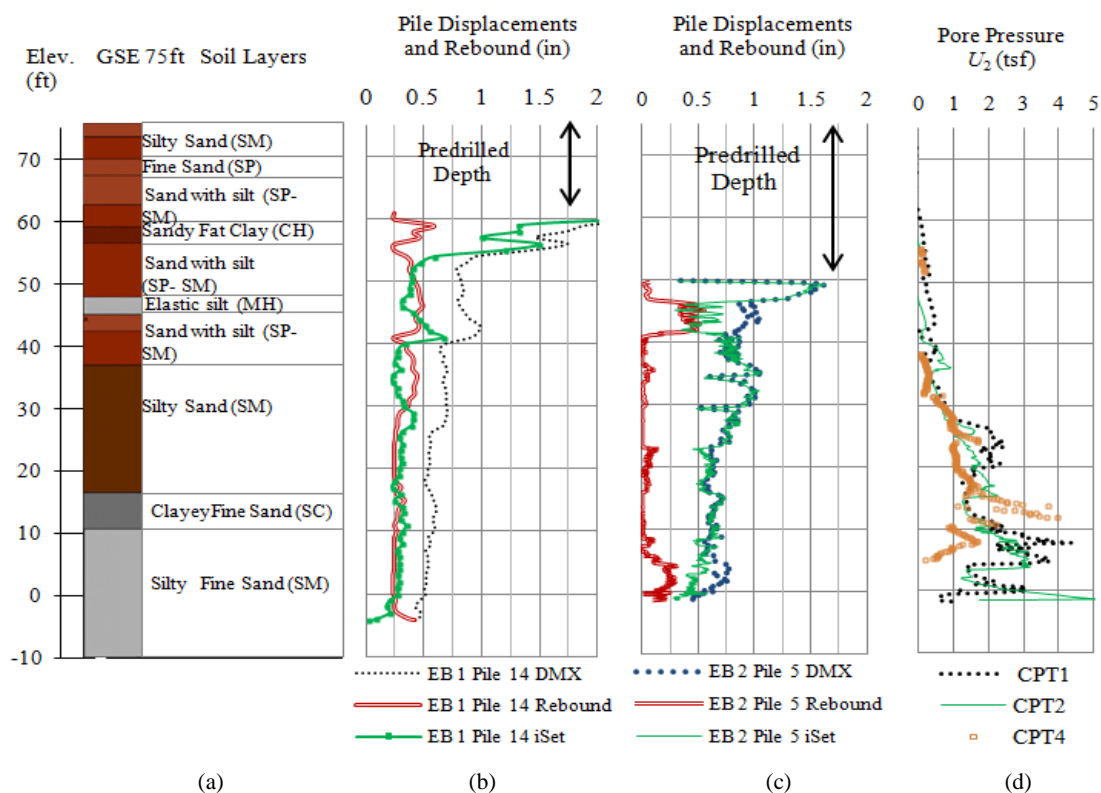 Elev.
(ft)
GSE 75ft Soil Layers
Pile Displacements
and Rebound (in)
Pile Displacements
and Rebound (in)
Pore Pressure
U2 (tsf)
0 0.5 1 1.5 2
0 0.5 1 1.5 2
0 1 2 3 4 5
70
60
50
40
30
20
10
0
-10
Silty Sand (SM)
Fine Sand (SP)
Sand with silt (SP-
SM)
Sandy Fat Clay (CH)
Sand with silt
(SP- SM)
Elastic silt (MH)
Sand with silt (SP-
SM)
Silty Sand (SM)
Clayey Fine Sand (SC)
Silty Fine Sand (SM)
Predrilled
Depth
Predrilled
Depth
EB 1 Pile 14 DMX
EB 1 Pile 14 Rebound
EB 1 Pile 14 iSet
EB 2 Pile 5 DMX
EB 2 Pile 5 Rebound
EB 2 Pile 5 iSet
CPT1
CPT2
CPT4
(a)
(b)
(c)
(d)